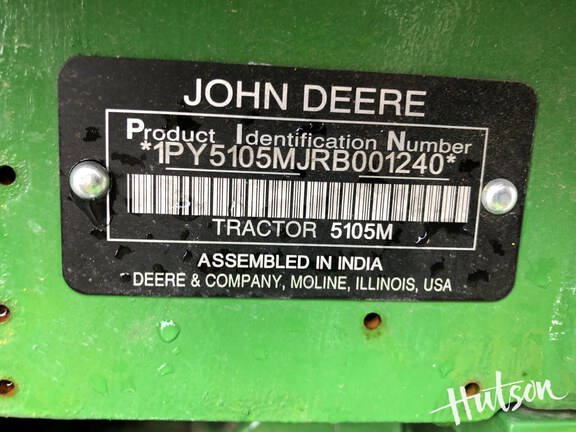 JOHN DEERE
Product Identification Number
*1PY5105MJRB001240*
TRACTOR 5105M
ASSEMBLED IN INDIA
DEERE & COMPANY, MOLINE, ILLINOIS, USA
Hutson